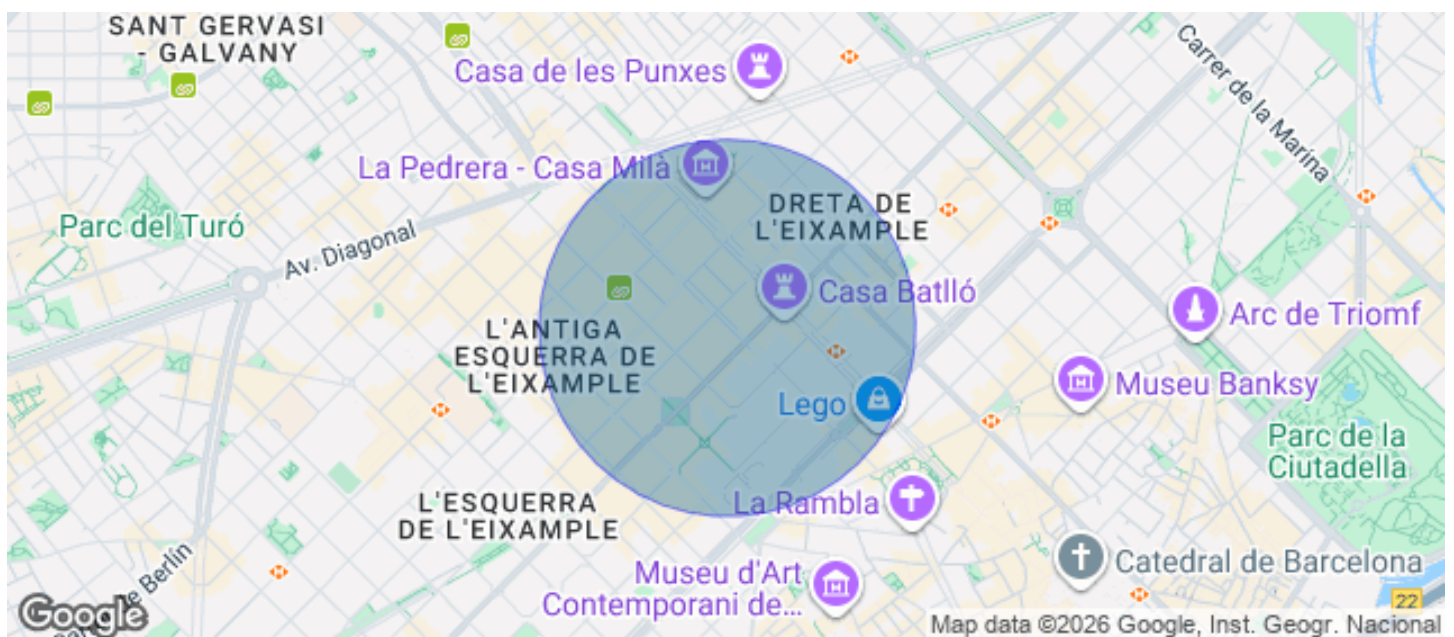 SANT GERVASI
- GALVANY
Casa de les Punxes
Carrer de la Marina
La Pedrera - Casa Milà
DRETA DE
L'EIXAMPLE
Parc del Turó
Av. Diagonal
Casa Batlló
Arc de Triomf
L'ANTIGA
ESQUERRA DE
L'EIXAMPLE
Museu Banksy
Lego
Parc de la
Ciutadella
L'ESQUERRA
DE L'EIXAMPLE
La Rambla
de Berlín
Museu d'Art
Contemporani de...
Catedral de Barcelona
22
Google
Map data ©2026 Google, Inst. Geogr. Nacional